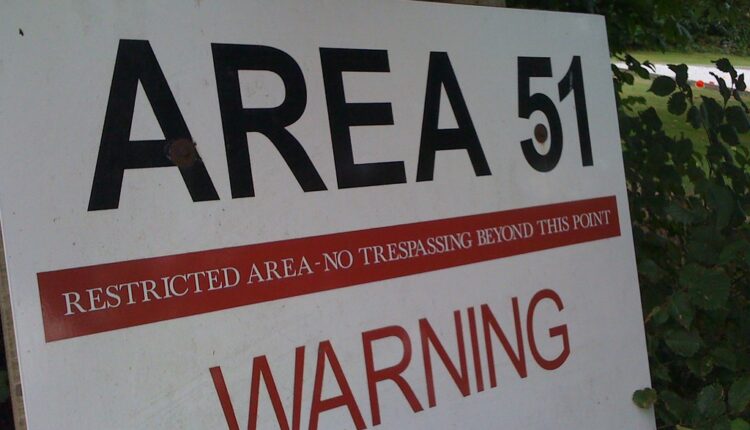 AREA 51
RESTRICTED AREA-NO TRESPASSING BEYOND THIS POINT
WARNING